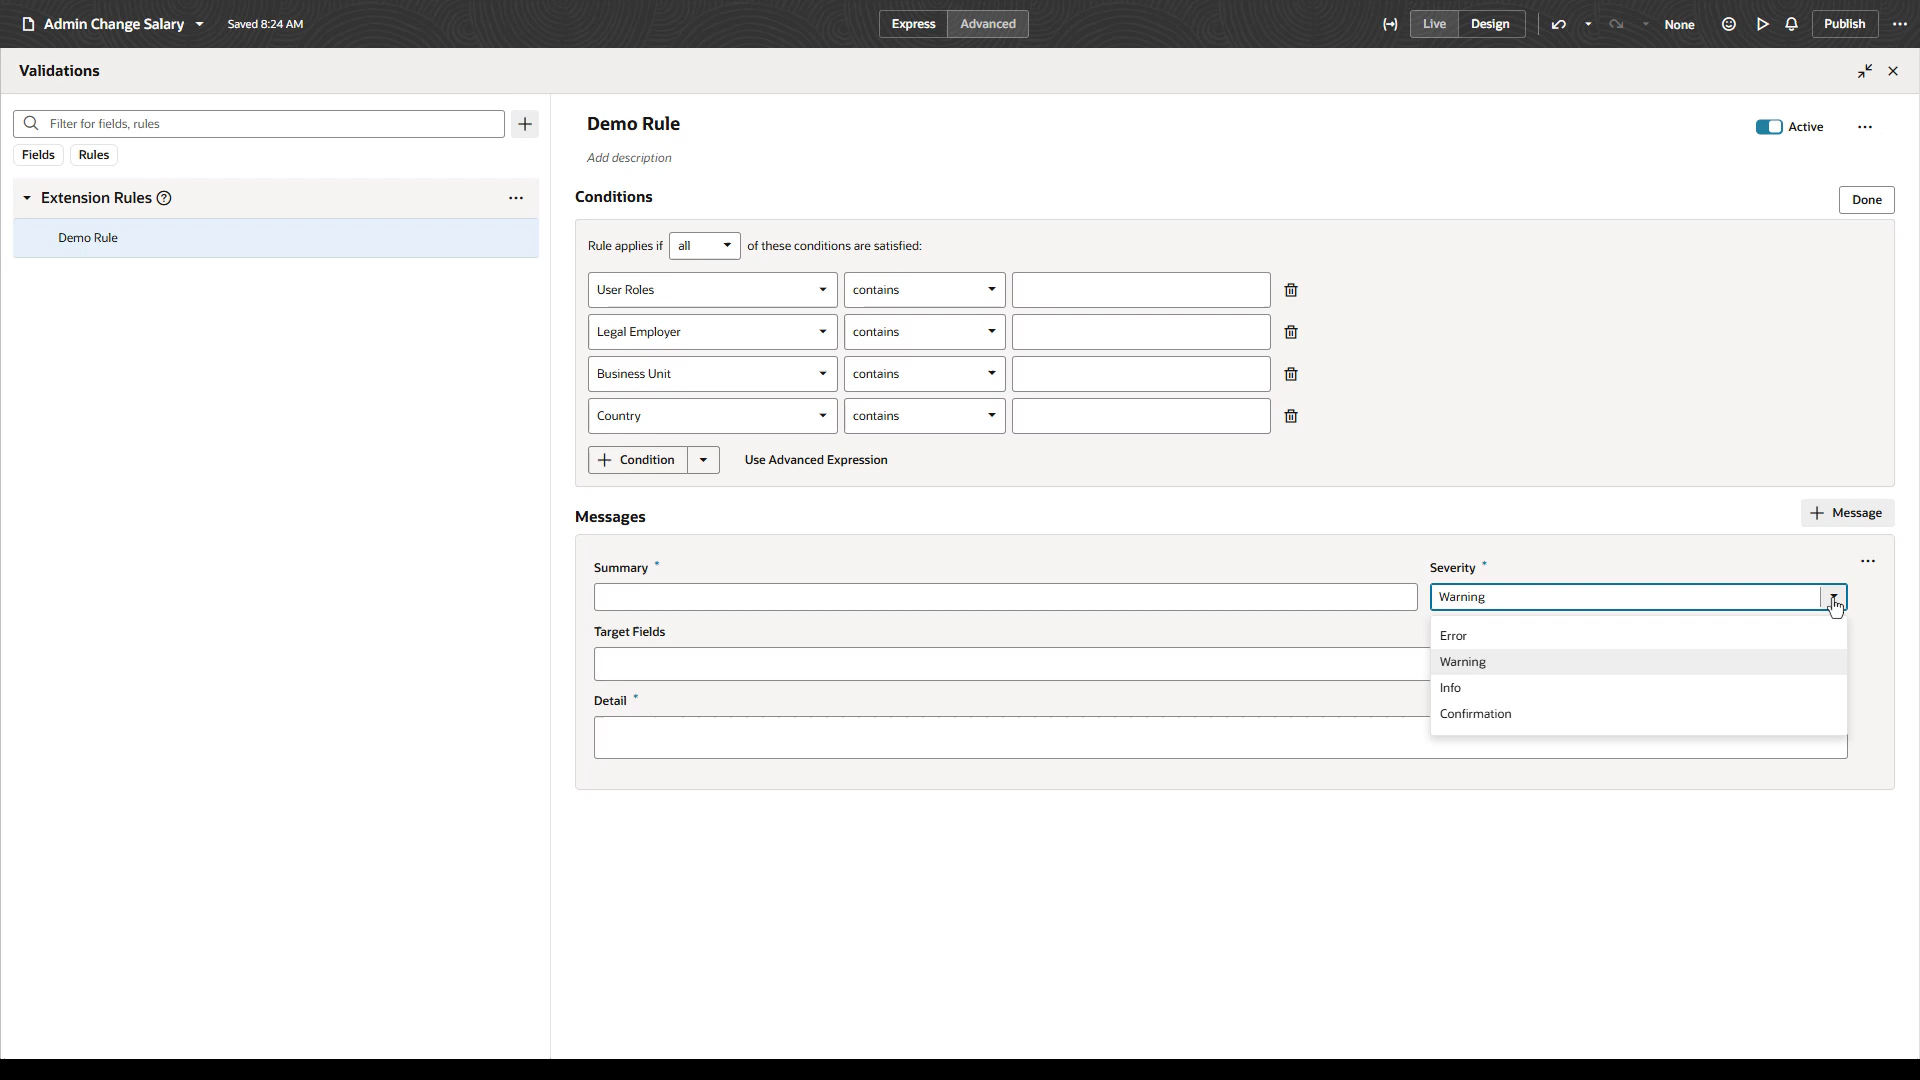 Admin Change Salary Saved 8:24 AM Express Advanced Live Design None Publish
Validations
Filter for fields, rules
Fields Rules
Extension Rules
Demo Rule
Demo Rule
Active
Add description
Conditions
Done
Rule applies if all of these conditions are satisfied:
User Roles contains
Legal Employer contains
Business Unit contains
Country contains
+ Condition Use Advanced Expression
Messages
+ Message
Summary * Severity *
Warning
Target Fields
Error
Warning
Info
Detail *
Confirmation